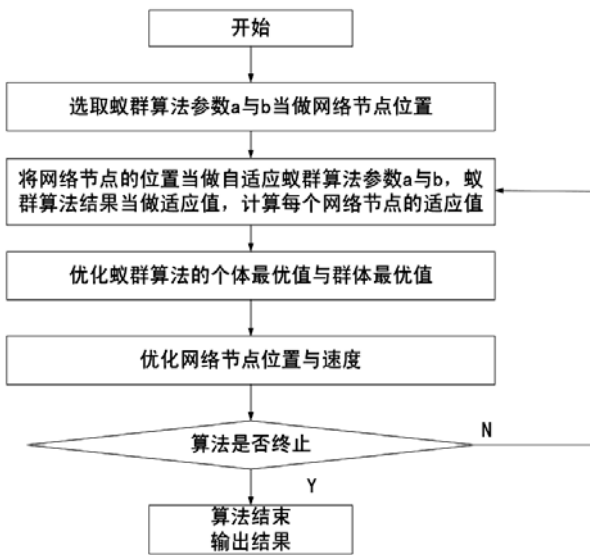 开始
选取蚁群算法参数a与b当做网络节点位置
将网络节点的位置当做自适应蚁群算法参数a与b，蚁
群算法结果当做适应值，计算每个网络节点的适应值
优化蚁群算法的个体最优值与群体最优值
优化网络节点位置与速度
算法是否终止
N
Y
算法结束
输出结果